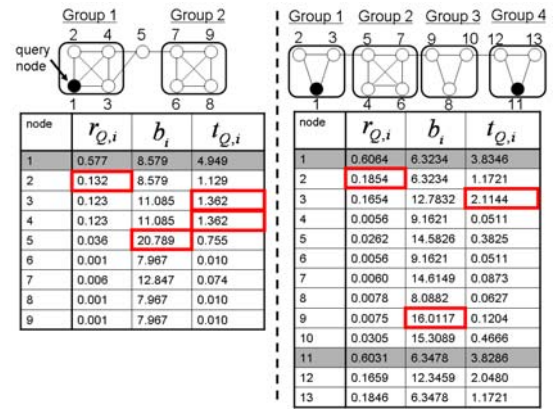 Group 1 Group 2
2 4 5 7 9
query
node
1 3 6 8
node r_{Q,i} b_i t_{Q,i}
1 0.577 8.579 4.949
2 0.132 8.579 1.129
3 0.123 11.085 1.362
4 0.123 11.085 1.362
5 0.036 20.789 0.755
6 0.001 7.967 0.010
7 0.006 12.847 0.074
8 0.001 7.967 0.010
9 0.001 7.967 0.010
Group 1 Group 2 Group 3 Group 4
2 3 5 7 9 10 12 13
1 4 6 8 11
node r_{Q,i} b_i t_{Q,i}
1 0.6064 6.3234 3.8346
2 0.1854 6.3234 1.1721
3 0.1654 12.7832 2.1144
4 0.0056 9.1621 0.0511
5 0.0262 14.5826 0.3825
6 0.0056 9.1621 0.0511
7 0.0060 14.6149 0.0873
8 0.0078 8.0882 0.0627
9 0.0075 16.0117 0.1204
10 0.0305 15.3089 0.4666
11 0.6031 6.3478 3.8286
12 0.1659 12.3459 2.0480
13 0.1846 6.3478 1.1721